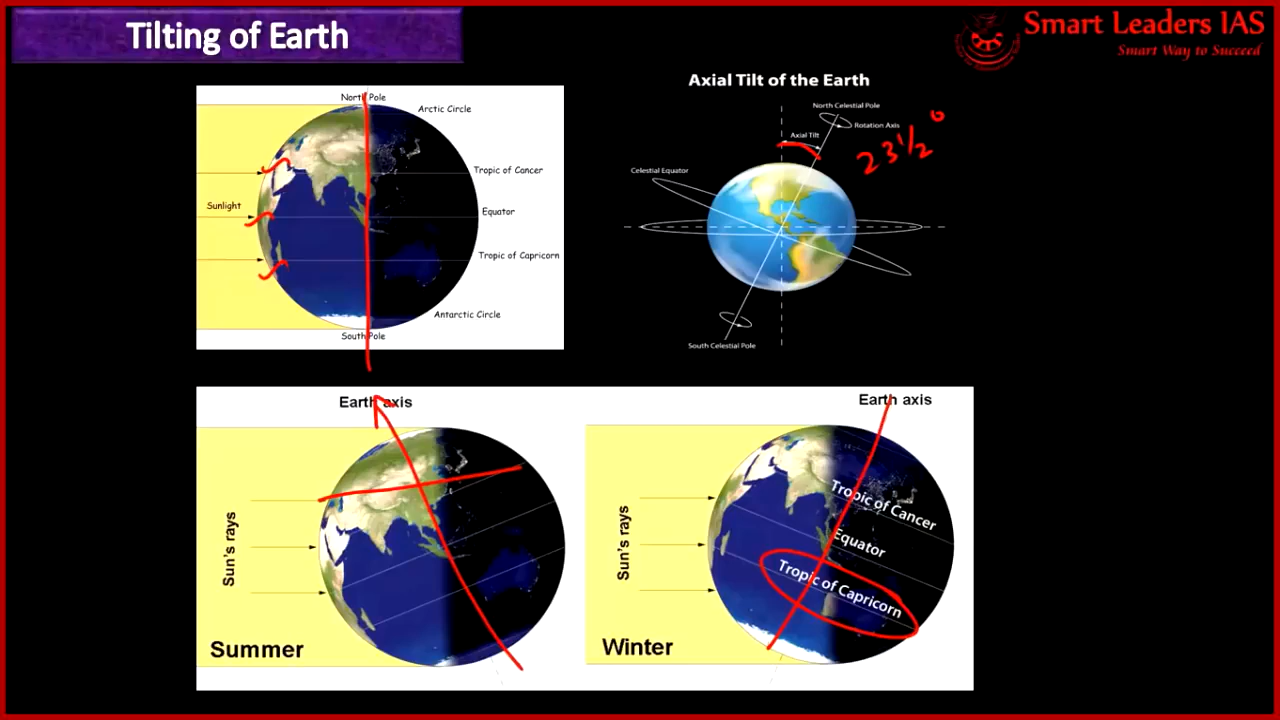 Tilting of Earth
Smart Leaders IAS
Smart Way to Succeed
North Pole
Arctic Circle
Tropic of Cancer
Sunlight
Equator
Tropic of Capricorn
Antarctic Circle
South Pole
Axial Tilt of the Earth
North Celestial Pole
Rotation Axis
Axial Tilt
23 1/2 °
Celestial Equator
South Celestial Pole
Earth axis
Sun's rays
Summer
Earth axis
Sun's rays
Tropic of Cancer
Equator
Tropic of Capricorn
Winter